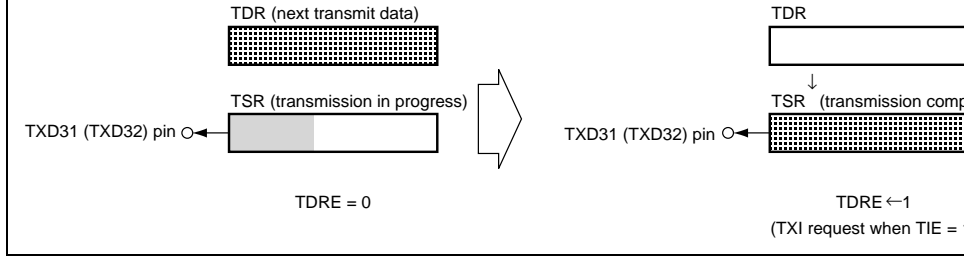 TDR (next transmit data)
TSR (transmission in progress)
TXD31 (TXD32) pin
TDRE = 0
TDR
↓
TSR (transmission
TXD31 (TXD32) pin
TDRE ←1
(TXI request when TIE =